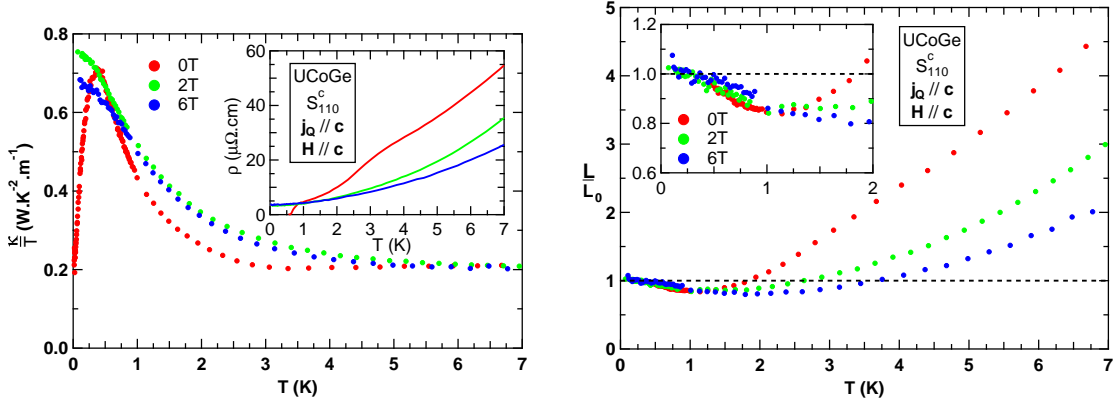 0.8
0.6
0.4
0.2
0.0
κ/T (W.K⁻².m⁻¹)
0 1 2 3 4 5 6 7
T (K)
0T
2T
6T
60
40
20
0
ρ (μΩ.cm)
0 1 2 3 4 5 6 7
T (K)
UCoGe
S₁₁₀ᶜ
j_Q // c
H // c
5
4
3
2
1
0
L/L₀
0 1 2 3 4 5 6 7
T (K)
1.2
1.0
0.8
0.6
0 1 2
0T
2T
6T
UCoGe
S₁₁₀ᶜ
j_Q // c
H // c